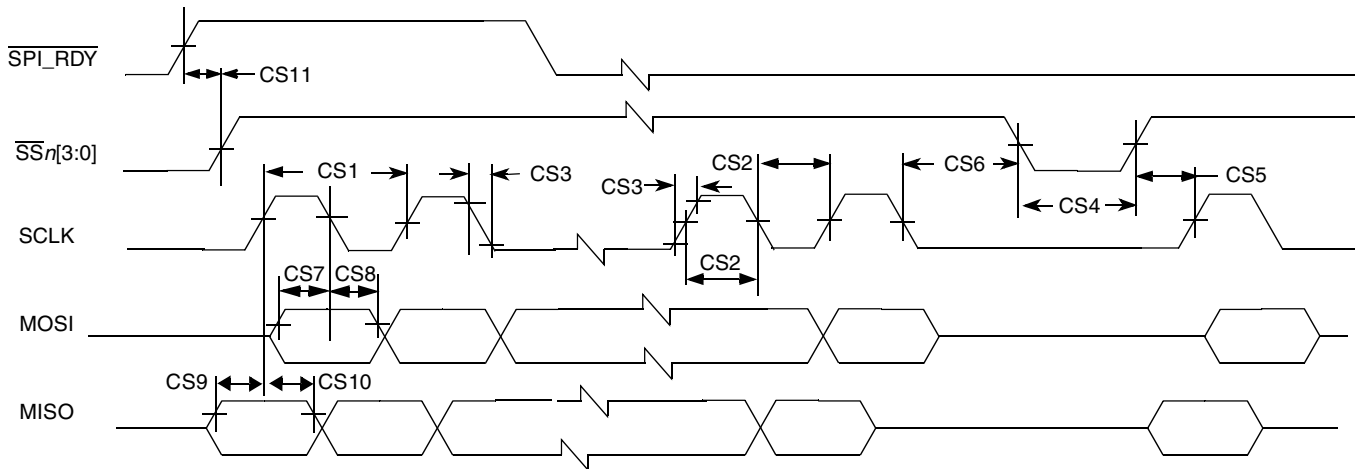 SPI_RDY
CS11
SSn[3:0]
CS1
CS3
CS3
CS2
CS6
CS4
CS5
SCLK
CS2
CS7
CS8
MOSI
CS9
CS10
MISO